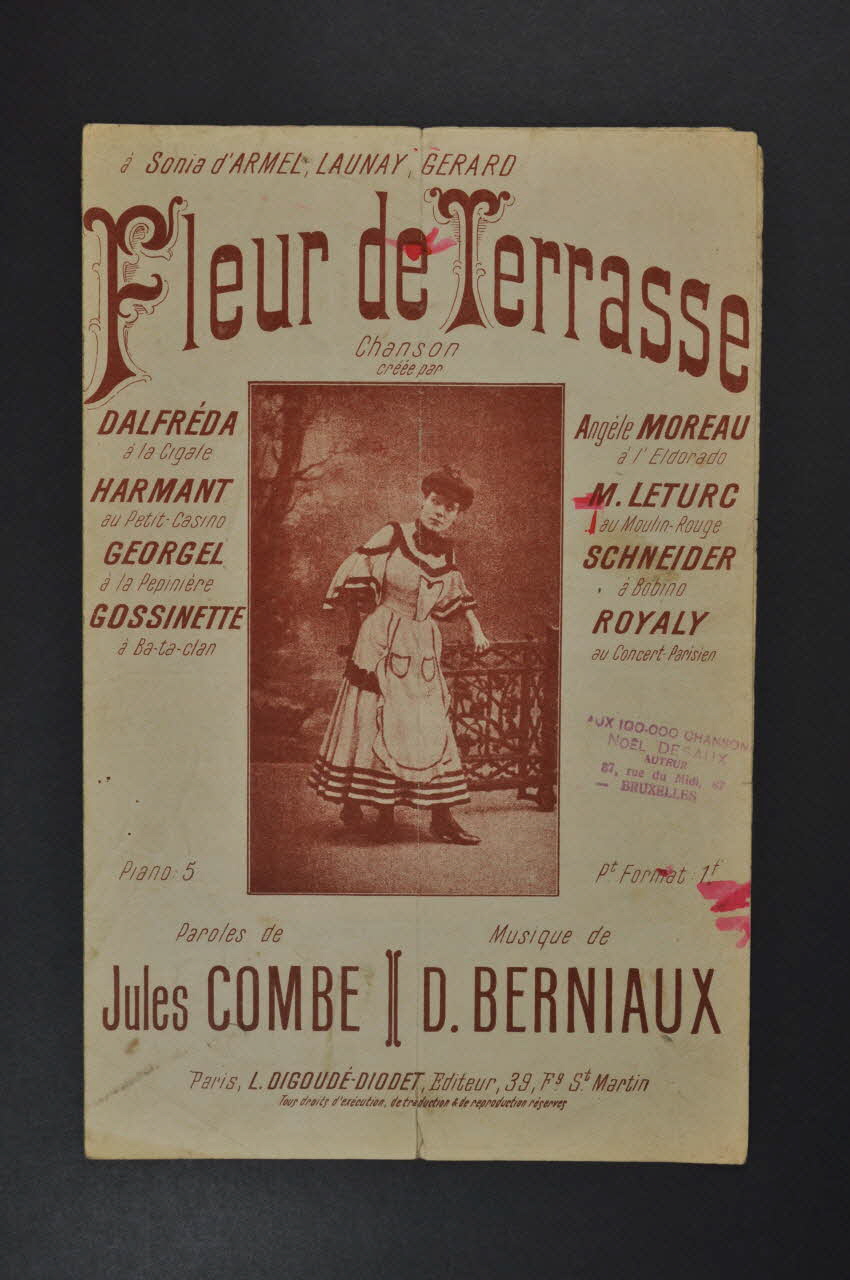 à Sonia d'ARMEL, LAUNAY, GERARD
Fleur de Terrasse
Chanson
créée par
DALFRÉDA
à la Cigale
HARMANT
au Petit-Casino
GEORGEL
à la Pepinière
GOSSINETTE
à Ba-ta-clan
Angèle MOREAU
à l'Eldorado
M. LETURC
au Moulin-Rouge
SCHNEIDER
à Bobino
ROYALY
au Concert-Parisien
AUX 100.000 CHANSON
NOËL DESAUX
AUTEUR
87, rue du Midi, 87
— BRUXELLES
Piano: 5
Pt Format: 1f
Paroles de
Jules COMBE
Musique de
D. BERNIAUX
Paris, L. DIGOUDÉ-DIODET, Editeur, 39, Fg St Martin
Tous droits d'exécution, de traduction & de reproduction réservés